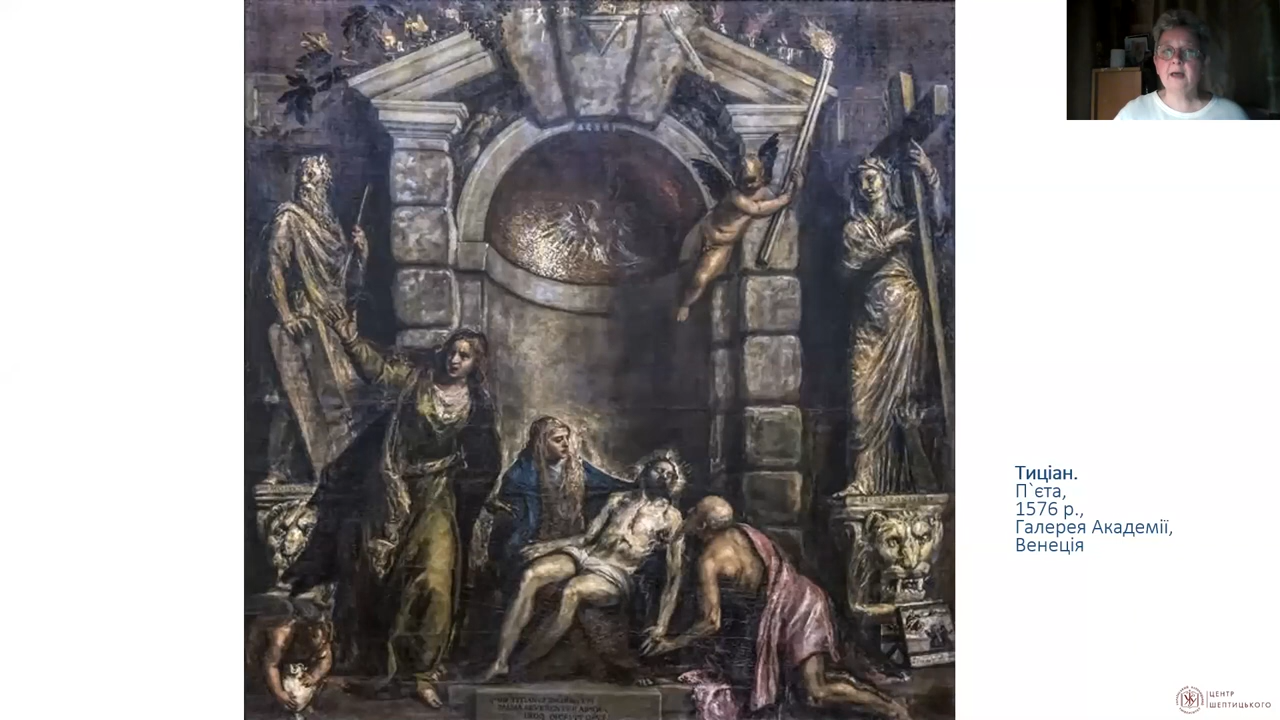 Тиціан.
П`єта,
1576 р.,
Галерея Академії,
Венеція
ЦЕНТР
ШЕПТИЦЬКОГО